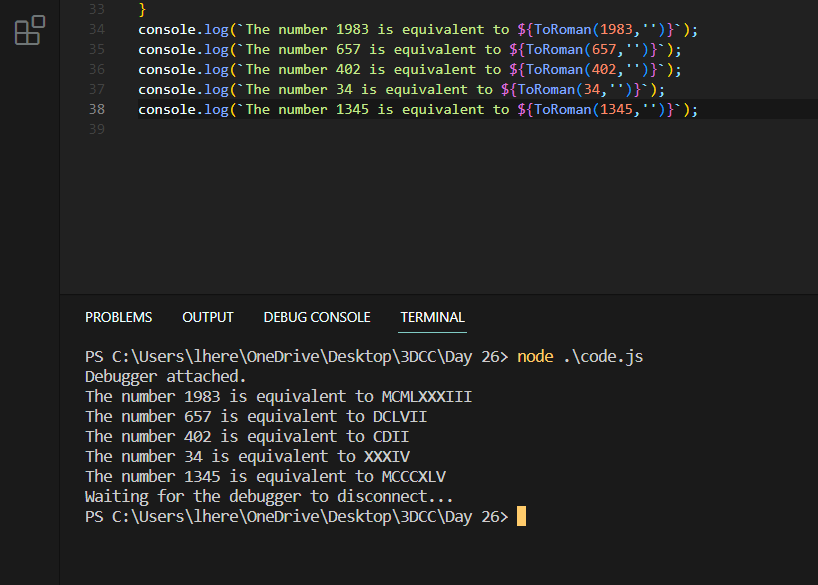 33 }
34 console.log(`The number 1983 is equivalent to ${ToRoman(1983,'')}`);
35 console.log(`The number 657 is equivalent to ${ToRoman(657,'')}`);
36 console.log(`The number 402 is equivalent to ${ToRoman(402,'')}`);
37 console.log(`The number 34 is equivalent to ${ToRoman(34,'')}`);
38 console.log(`The number 1345 is equivalent to ${ToRoman(1345,'')}`);
39
PROBLEMS OUTPUT DEBUG CONSOLE TERMINAL
PS C:\Users\lhere\OneDrive\Desktop\3DCC\Day 26> node .\code.js
Debugger attached.
The number 1983 is equivalent to MCMLXXXIII
The number 657 is equivalent to DCLVII
The number 402 is equivalent to CDII
The number 34 is equivalent to XXXIV
The number 1345 is equivalent to MCCCXLV
Waiting for the debugger to disconnect...
PS C:\Users\lhere\OneDrive\Desktop\3DCC\Day 26>